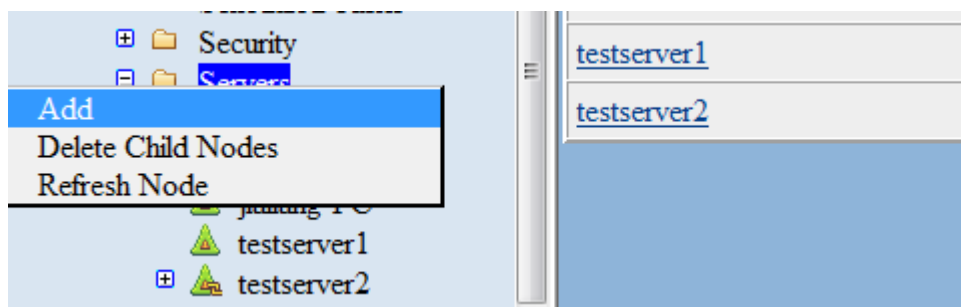 Security
Servers
Add
Delete Child Nodes
Refresh Node
testserver1
testserver2
testserver1
testserver2